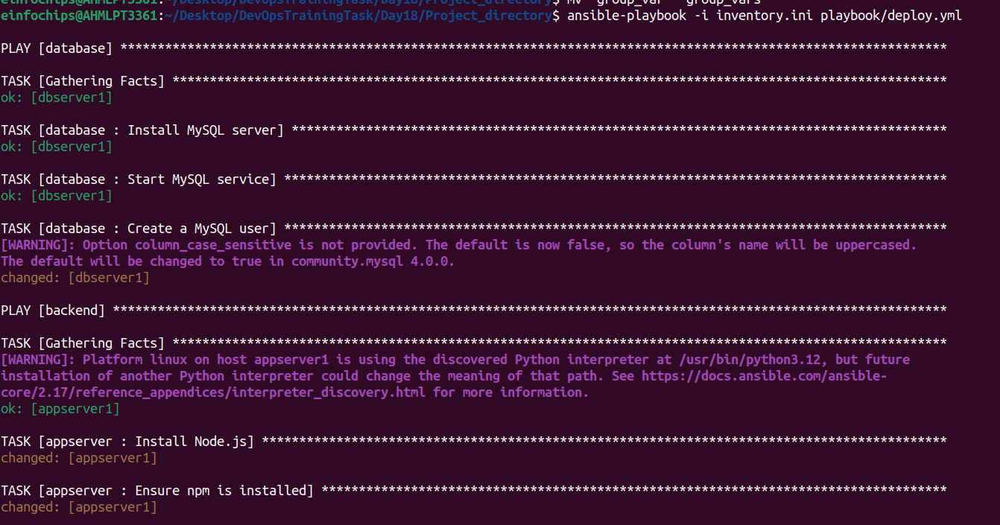 einfochips@AHMLPT3361:~/Desktop/DevOpsTrainingTask/Day18/Project_directory$ mv group_var group_vars
einfochips@AHMLPT3361:~/Desktop/DevOpsTrainingTask/Day18/Project_directory$ ansible-playbook -i inventory.ini playbook/deploy.yml
PLAY [database] ***************************************************************************************************************
TASK [Gathering Facts] ********************************************************************************************************
ok: [dbserver1]
TASK [database : Install MySQL server] ****************************************************************************************
ok: [dbserver1]
TASK [database : Start MySQL service] *****************************************************************************************
ok: [dbserver1]
TASK [database : Create a MySQL user] *****************************************************************************************
[WARNING]: Option column_case_sensitive is not provided. The default is now false, so the column's name will be uppercased.
The default will be changed to true in community.mysql 4.0.0.
changed: [dbserver1]
PLAY [backend] ****************************************************************************************************************
TASK [Gathering Facts] ********************************************************************************************************
[WARNING]: Platform linux on host appserver1 is using the discovered Python interpreter at /usr/bin/python3.12, but future
installation of another Python interpreter could change the meaning of that path. See https://docs.ansible.com/ansible-
core/2.17/reference_appendices/interpreter_discovery.html for more information.
ok: [appserver1]
TASK [appserver : Install Node.js] ********************************************************************************************
changed: [appserver1]
TASK [appserver : Ensure npm is installed] ************************************************************************************
changed: [appserver1]